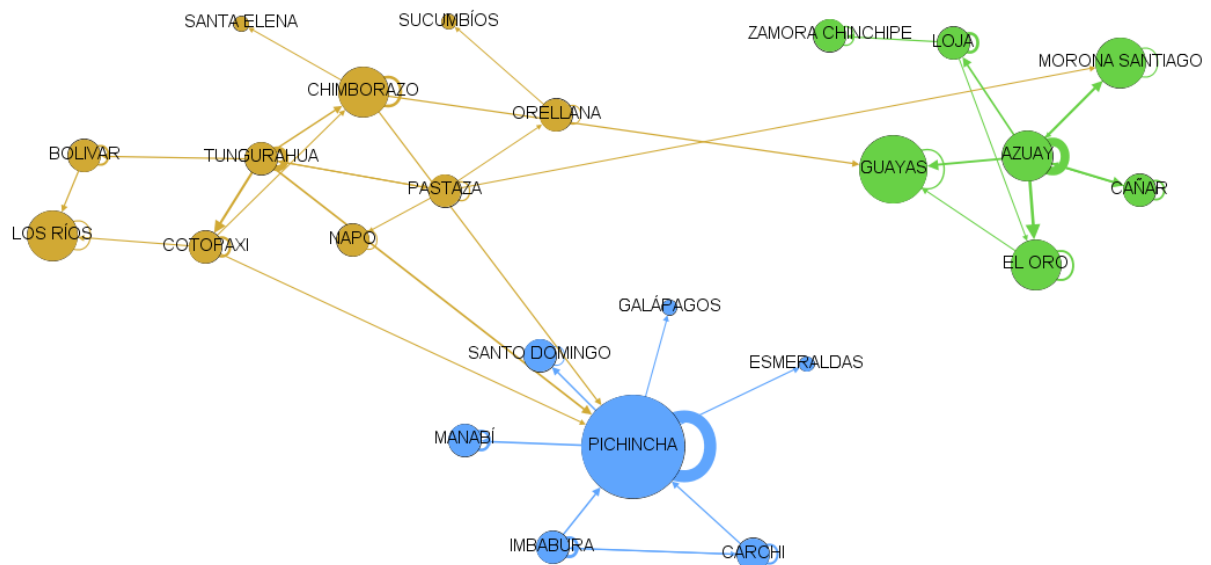 SANTA ELENA
SUCUMBÍOS
ZAMORA CHINCHIPE
LOJA
MORONA SANTIAGO
CHIMBORAZO
ORELLANA
BOLIVAR
TUNGURAHUA
PASTAZA
GUAYAS
AZUAY
CAÑAR
LOS RÍOS
COTOPAXI
NAPO
EL ORO
GALÁPAGOS
SANTO DOMINGO
ESMERALDAS
MANABÍ
PICHINCHA
IMBABURA
CARCHI